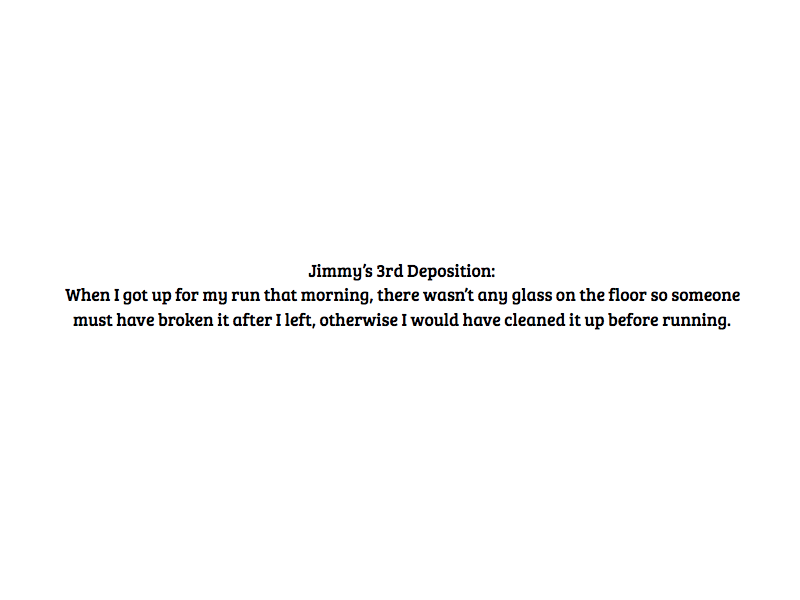 Jimmy’s 3rd Deposition:
When I got up for my run that morning, there wasn’t any glass on the floor so someone
must have broken it after I left, otherwise I would have cleaned it up before running.